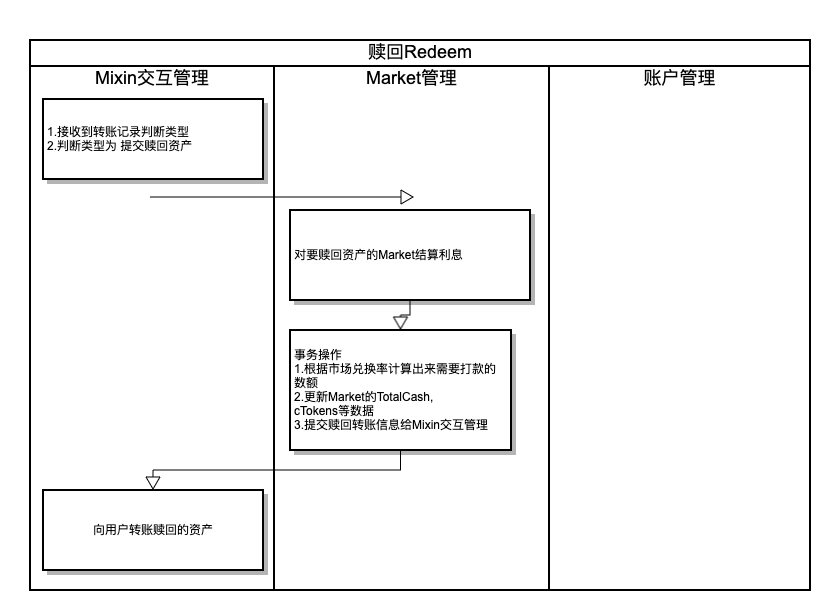 赎回Redeem
Mixin交互管理
Market管理
账户管理
1.接收到转账记录判断类型
2.判断类型为 提交赎回资产
对要赎回资产的Market结算利息
事务操作
1.根据市场兑换率计算出来需要打款的
数额
2.更新Market的TotalCash,
cTokens等数据
3.提交赎回转账信息给Mixin交互管理
向用户转账赎回的资产